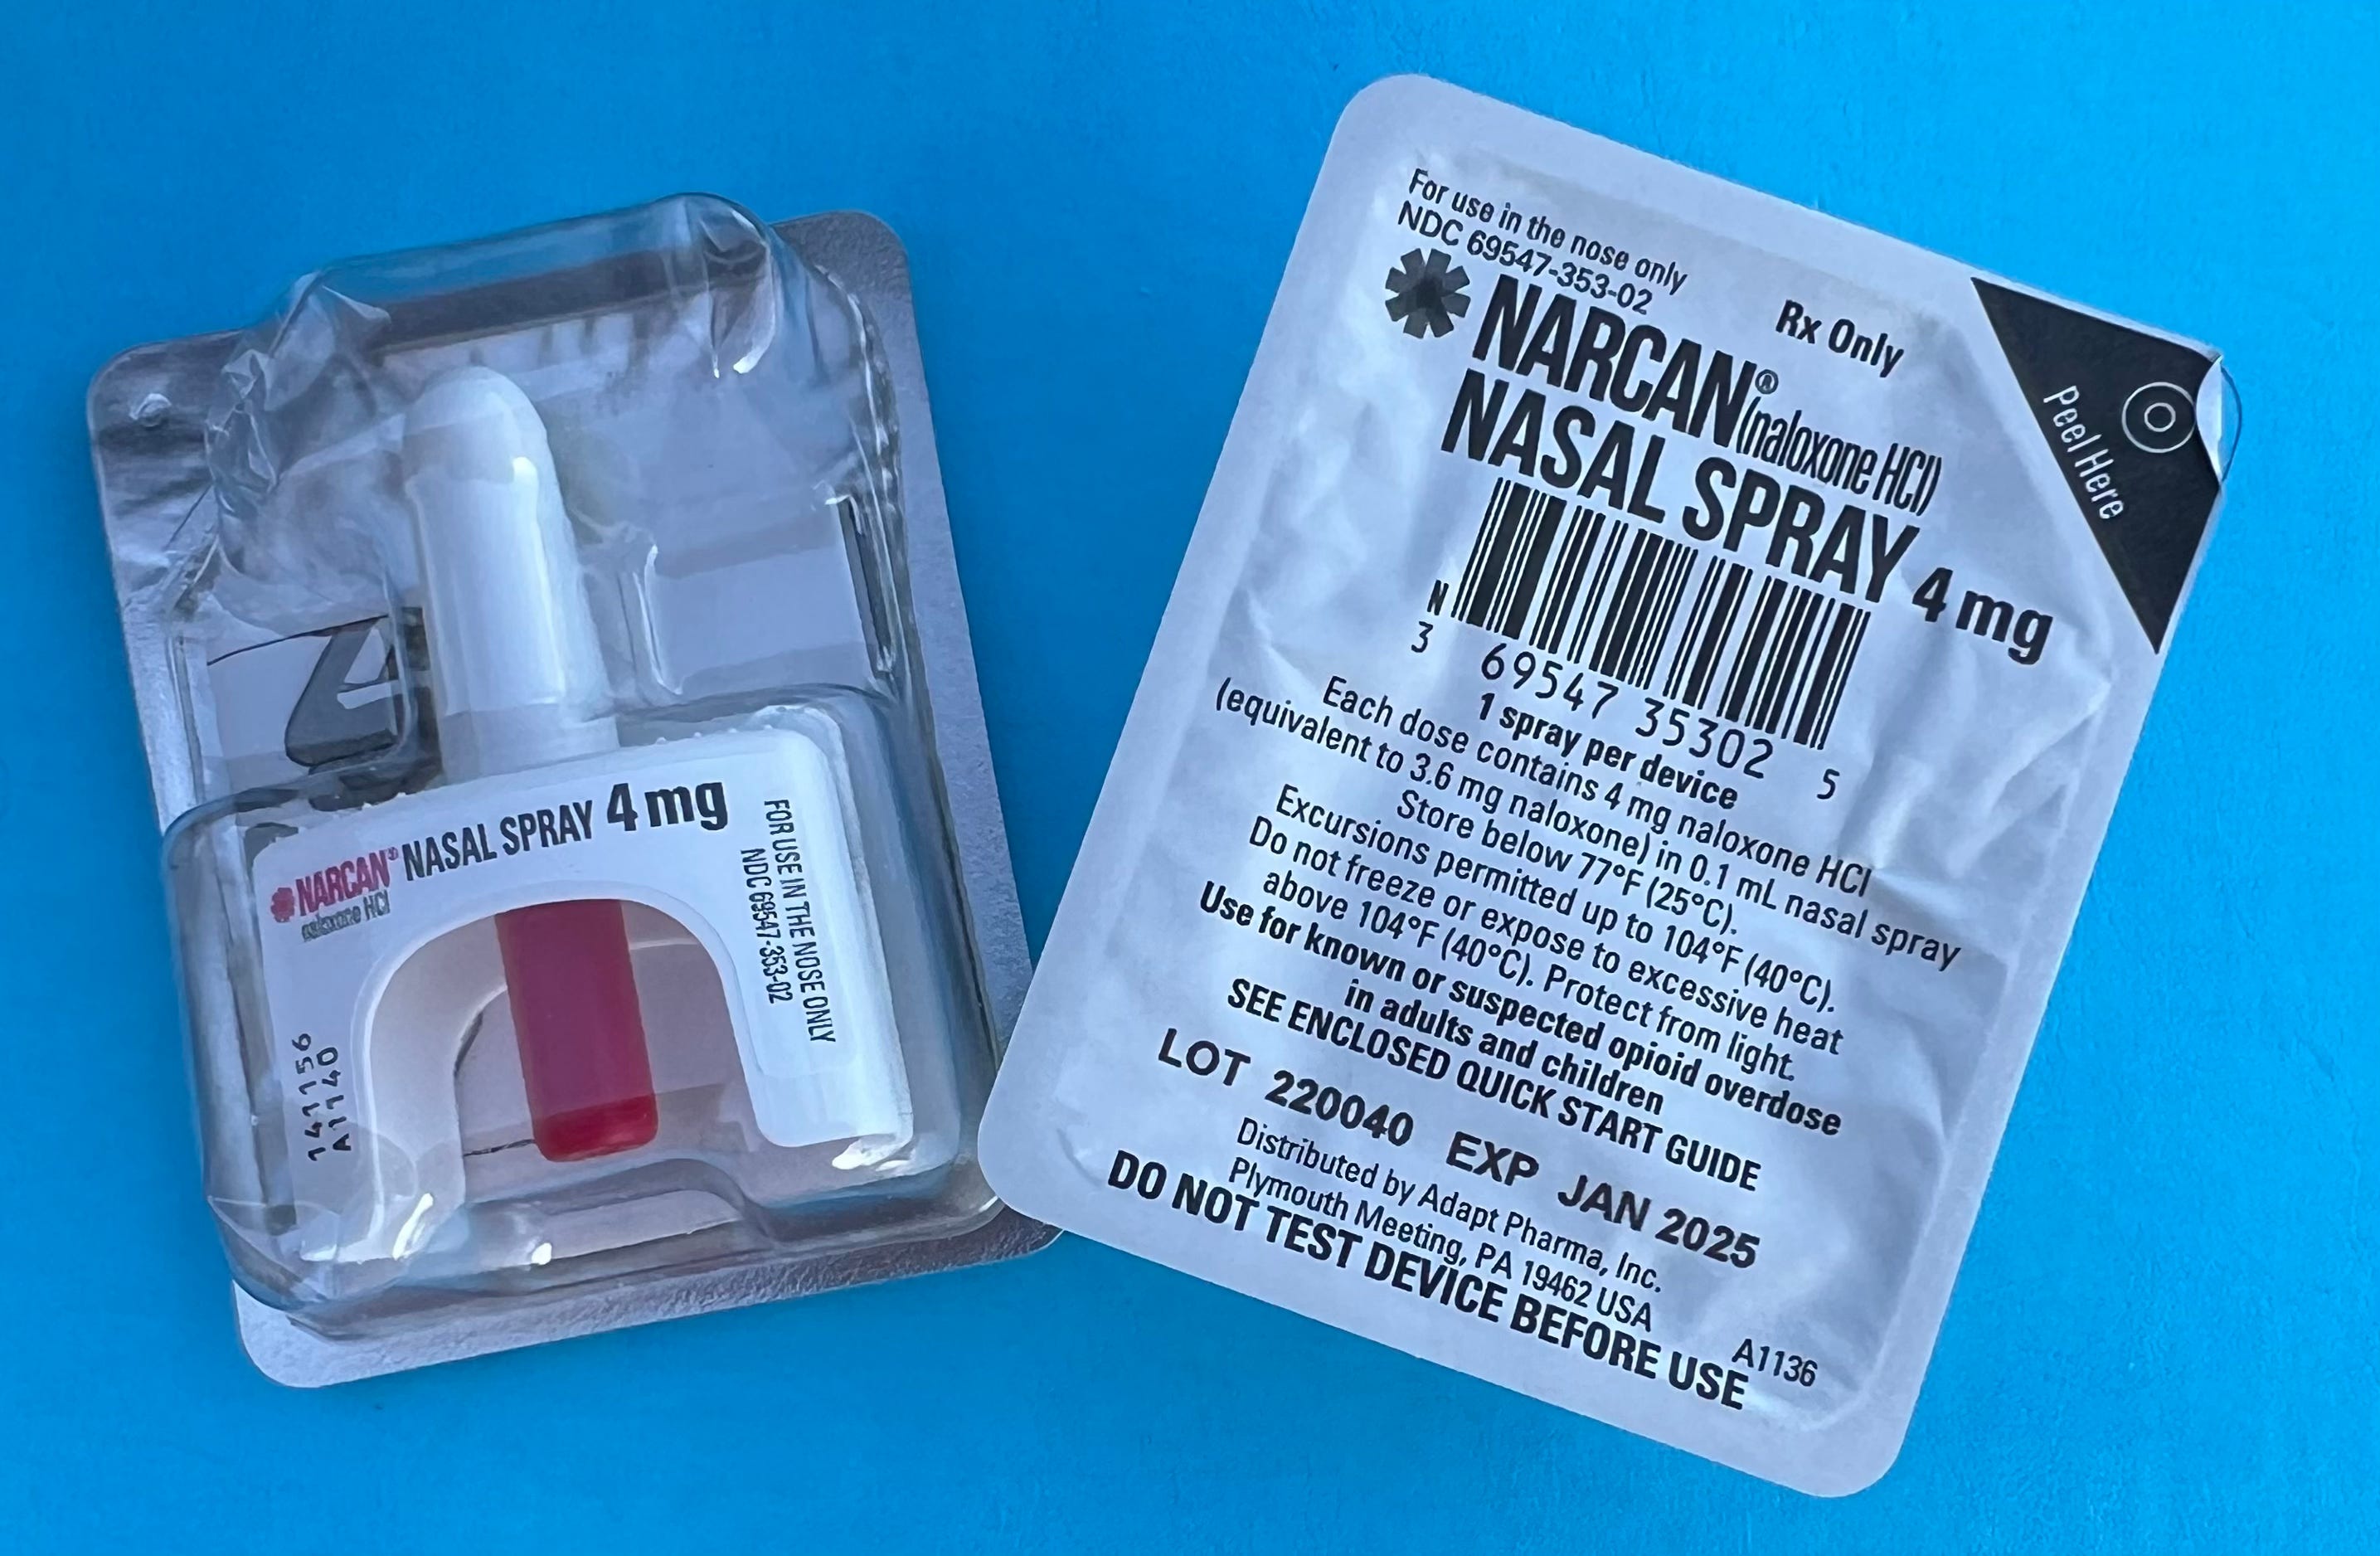 NARCAN® NASAL SPRAY 4 mg
naloxone HCl
FOR USE IN THE NOSE ONLY
NDC 69547-353-02
141156
A1140
For use in the nose only
NDC 69547-353-02
Rx Only
NARCAN® (naloxone HCl)
NASAL SPRAY 4 mg
Peel Here
N
3 69547 35302 5
1 spray per device
Each dose contains 4 mg naloxone HCl
(equivalent to 3.6 mg naloxone) in 0.1 mL nasal spray
Store below 77°F (25°C).
Excursions permitted up to 104°F (40°C).
Do not freeze or expose to excessive heat
above 104°F (40°C). Protect from light.
Use for known or suspected opioid overdose
in adults and children
SEE ENCLOSED QUICK START GUIDE
LOT 220040 EXP JAN 2025
Distributed by Adapt Pharma, Inc.
Plymouth Meeting, PA 19462 USA
A1136
DO NOT TEST DEVICE BEFORE USE